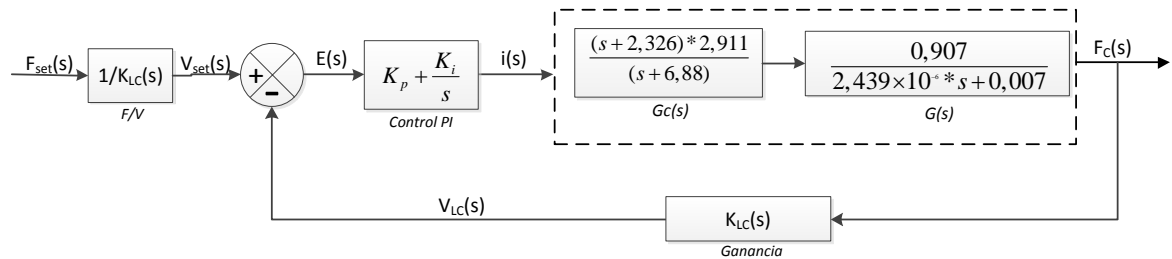 F_set(s)
1/K_LC(s)
F/V
V_set(s)
+
-
E(s)
K_p + K_i / s
Control PI
i(s)
(s+2,326)*2,911 / (s+6,88)
Gc(s)
0,907 / 2,439×10⁻⁶*s+0,007
G(s)
F_C(s)
V_LC(s)
K_LC(s)
Ganancia